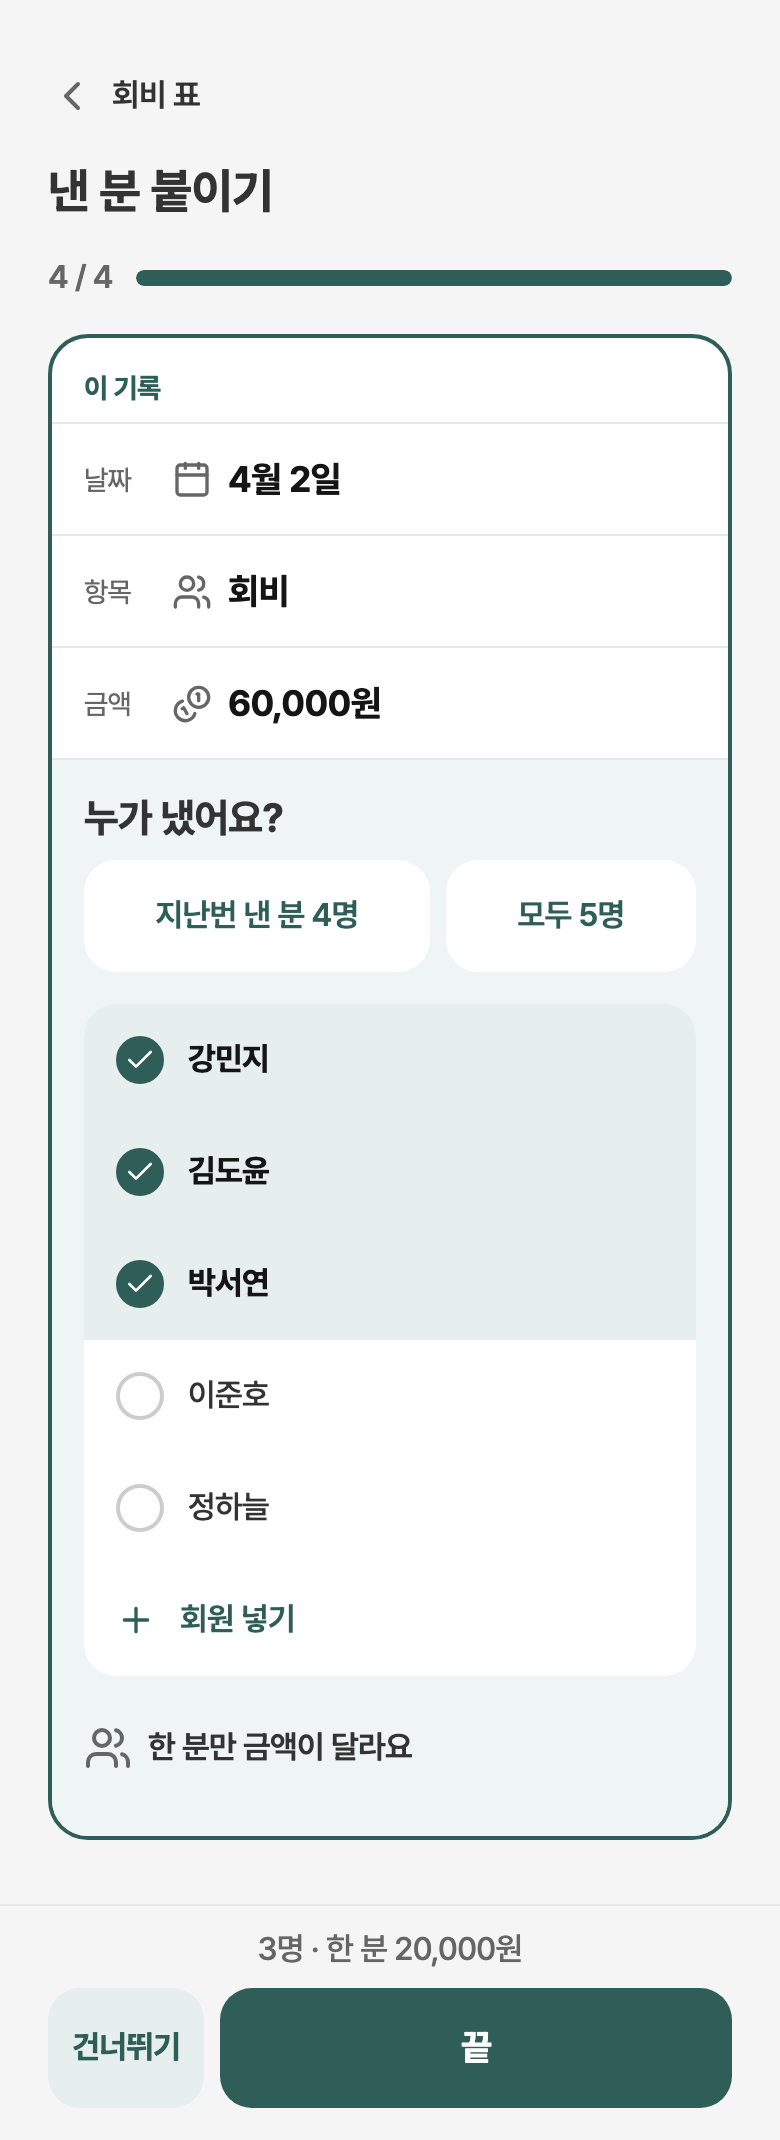 회비 표
낸 분 붙이기
4 / 4
이 기록
날짜 4월 2일
항목 회비
금액 60,000원
누가 냈어요?
지난번 낸 분 4명 모두 5명
강민지
김도윤
박서연
이준호
정하늘
회원 넣기
한 분만 금액이 달라요
3명 · 한 분 20,000원
건너뛰기 끝